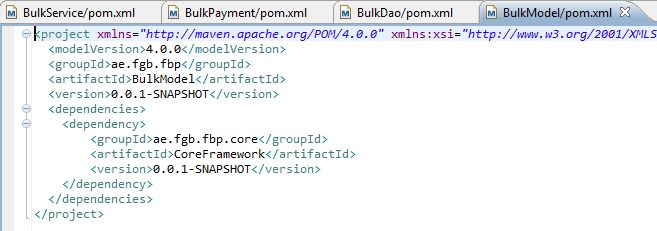 BulkService/pom.xml BulkPayment/pom.xml BulkDao/pom.xml BulkModel/pom.xml
<project xmlns="http://maven.apache.org/POM/4.0.0" xmlns:xsi="http://www.w3.org/2001/XMLS
<modelVersion>4.0.0</modelVersion>
<groupId>ae.fgb.fbp</groupId>
<artifactId>BulkModel</artifactId>
<version>0.0.1-SNAPSHOT</version>
<dependencies>
<dependency>
<groupId>ae.fgb.fbp.core</groupId>
<artifactId>CoreFramework</artifactId>
<version>0.0.1-SNAPSHOT</version>
</dependency>
</dependencies>
</project>